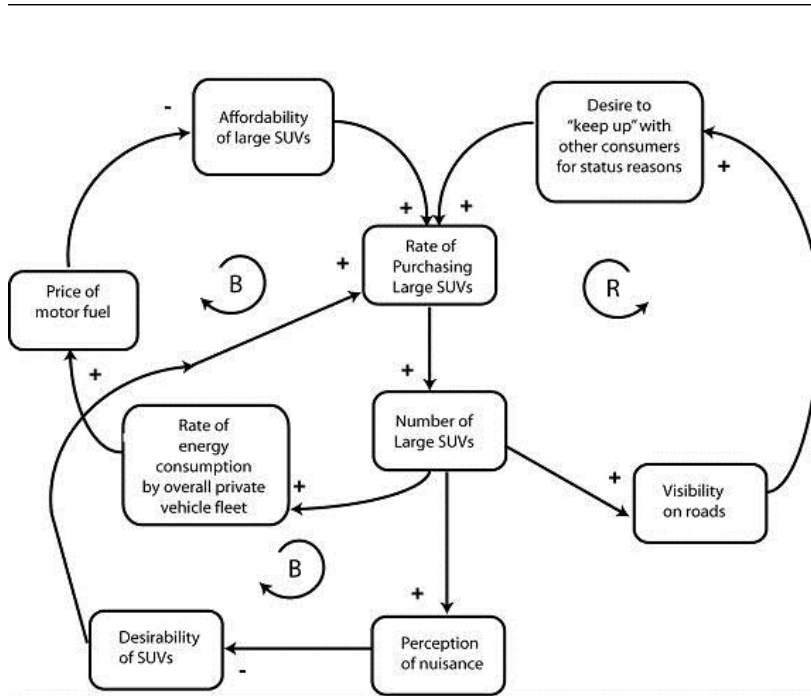 -
Affordability
of large SUVs
Desire to
"keep up" with
other consumers
for status reasons
+
+
+
Rate of
Purchasing
Large SUVs
+
B
R
Price of
motor fuel
+
+
Number of
Large SUVs
Rate of
energy
consumption
by overall private
vehicle fleet
+
+
Visibility
on roads
B
+
Desirability
of SUVs
-
Perception
of nuisance